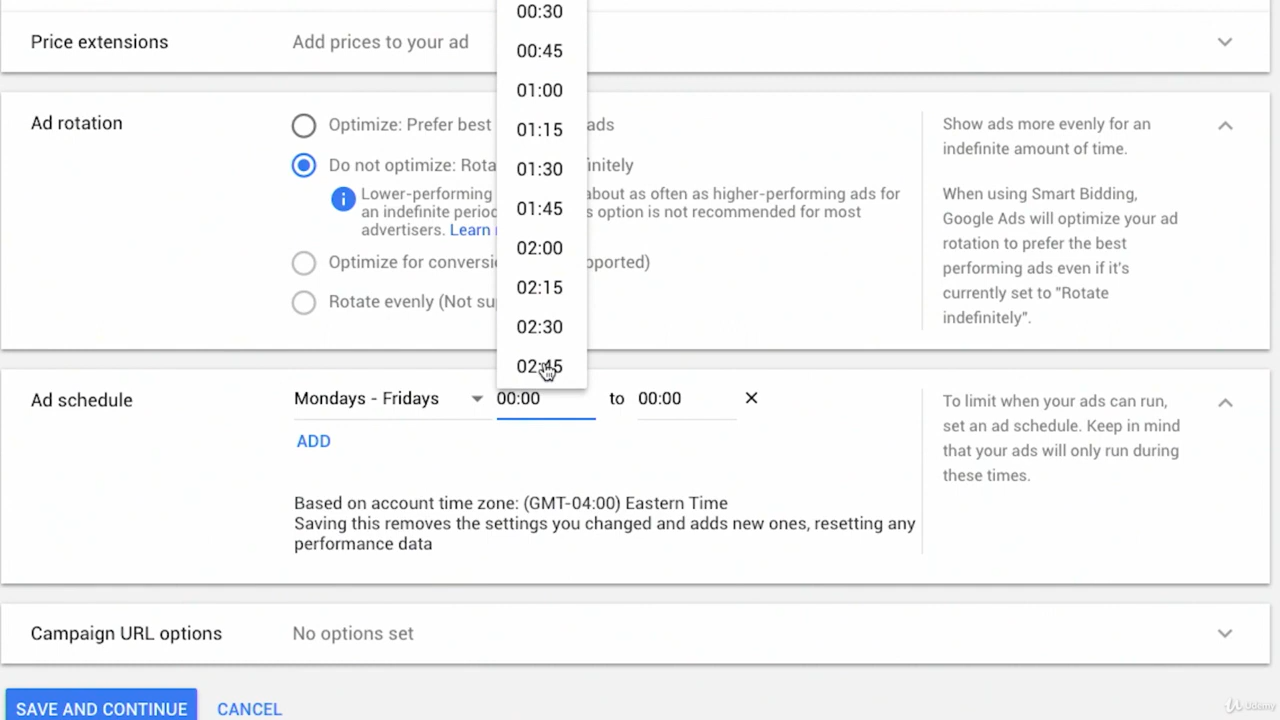 00:30
Price extensions
Add prices to your ad
00:45
01:00
01:15
01:30
01:45
02:00
02:15
02:30
02:45
Ad rotation
Optimize: Prefer best
ads
Do not optimize: Rota
finitely
Lower-performing
about as often as higher-performing ads for
an indefinite period
s option is not recommended for most
advertisers. Learn
Optimize for conversi
pported)
Rotate evenly (Not su
Show ads more evenly for an
indefinite amount of time.
When using Smart Bidding,
Google Ads will optimize your ad
rotation to prefer the best
performing ads even if it's
currently set to "Rotate
indefinitely".
Ad schedule
Mondays - Fridays
00:00
to
00:00
ADD
Based on account time zone: (GMT-04:00) Eastern Time
Saving this removes the settings you changed and adds new ones, resetting any
performance data
To limit when your ads can run,
set an ad schedule. Keep in mind
that your ads will only run during
these times.
Campaign URL options
No options set
SAVE AND CONTINUE
CANCEL
Udemy